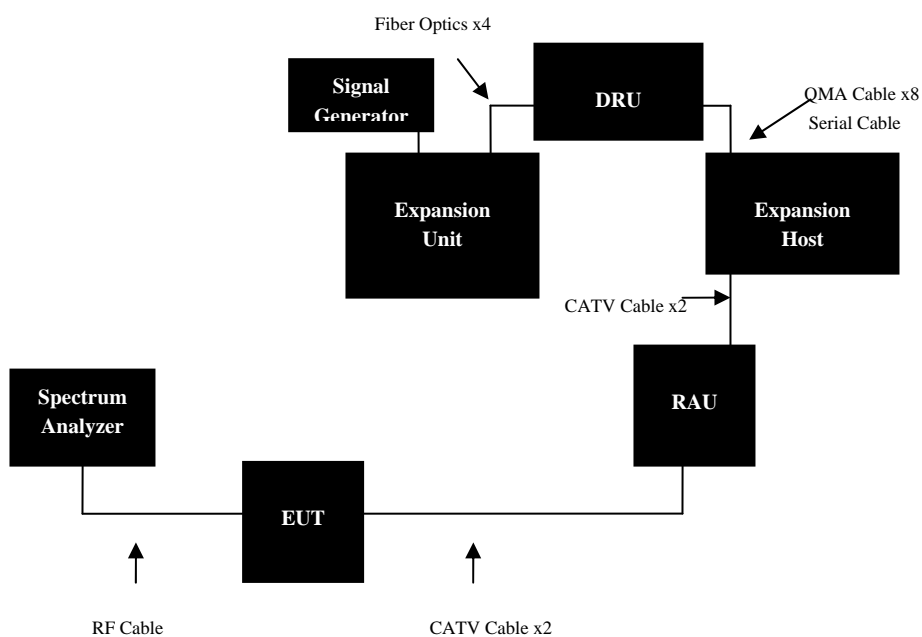 Fiber Optics x4
Signal
Generator
DRU
QMA Cable x8
Serial Cable
Expansion
Unit
Expansion
Host
CATV Cable x2
RAU
Spectrum
Analyzer
EUT
RF Cable
CATV Cable x2